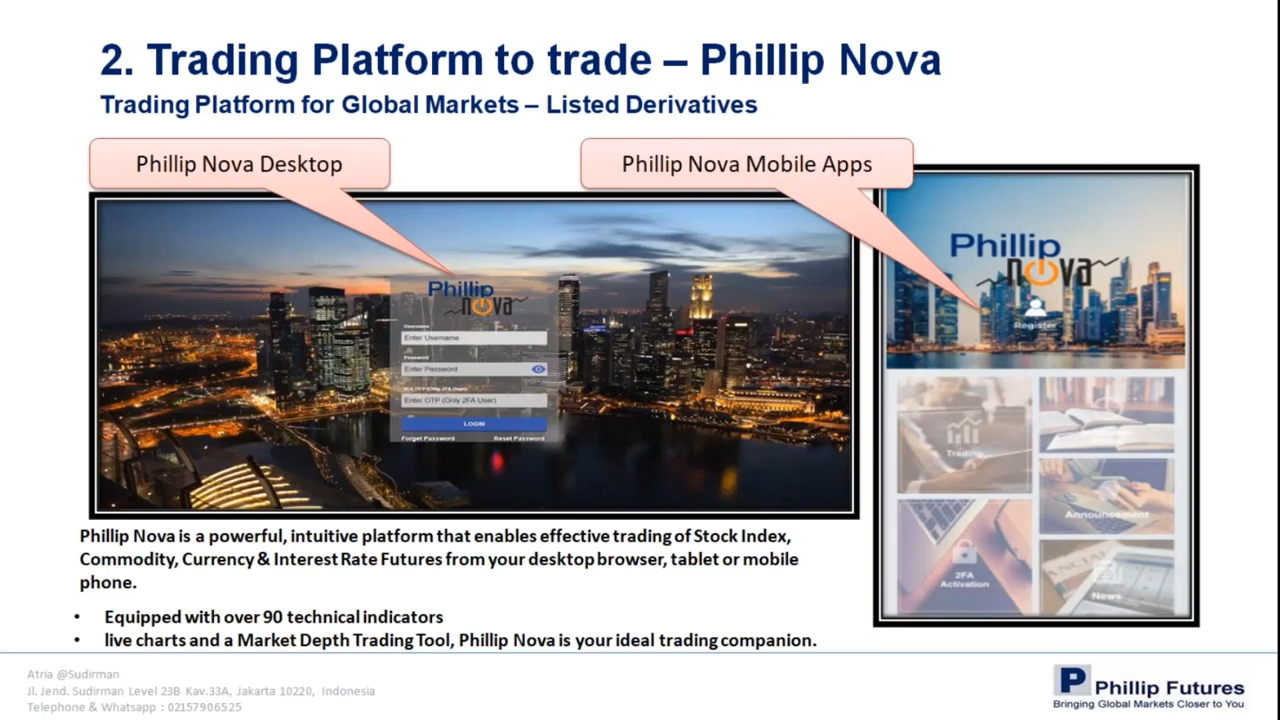 2. Trading Platform to trade – Phillip Nova
Trading Platform for Global Markets – Listed Derivatives
Phillip Nova Desktop
Phillip Nova Mobile Apps
Phillip
nova
Username
Enter Username
Password
Enter Password
Enter OTP (Only 2FA User)
LOGIN
Forget Password Reset Password
Phillip
nova
Register
Trading
Announcement
2FA
Activation
News
Phillip Nova is a powerful, intuitive platform that enables effective trading of Stock Index,
Commodity, Currency & Interest Rate Futures from your desktop browser, tablet or mobile
phone.
• Equipped with over 90 technical indicators
• live charts and a Market Depth Trading Tool, Phillip Nova is your ideal trading companion.
Atria @Sudirman
Jl. Jend. Sudirman Level 23B Kav.33A, Jakarta 10220, Indonesia
Telephone & Whatsapp : 02157906525
P Phillip Futures
Bringing Global Markets Closer to You